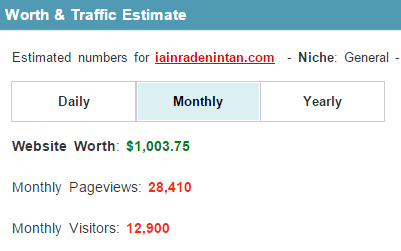 Worth & Traffic Estimate
Estimated numbers for iainradenintan.com - Niche: General -
Daily Monthly Yearly
Website Worth: $1,003.75
Monthly Pageviews: 28,410
Monthly Visitors: 12,900